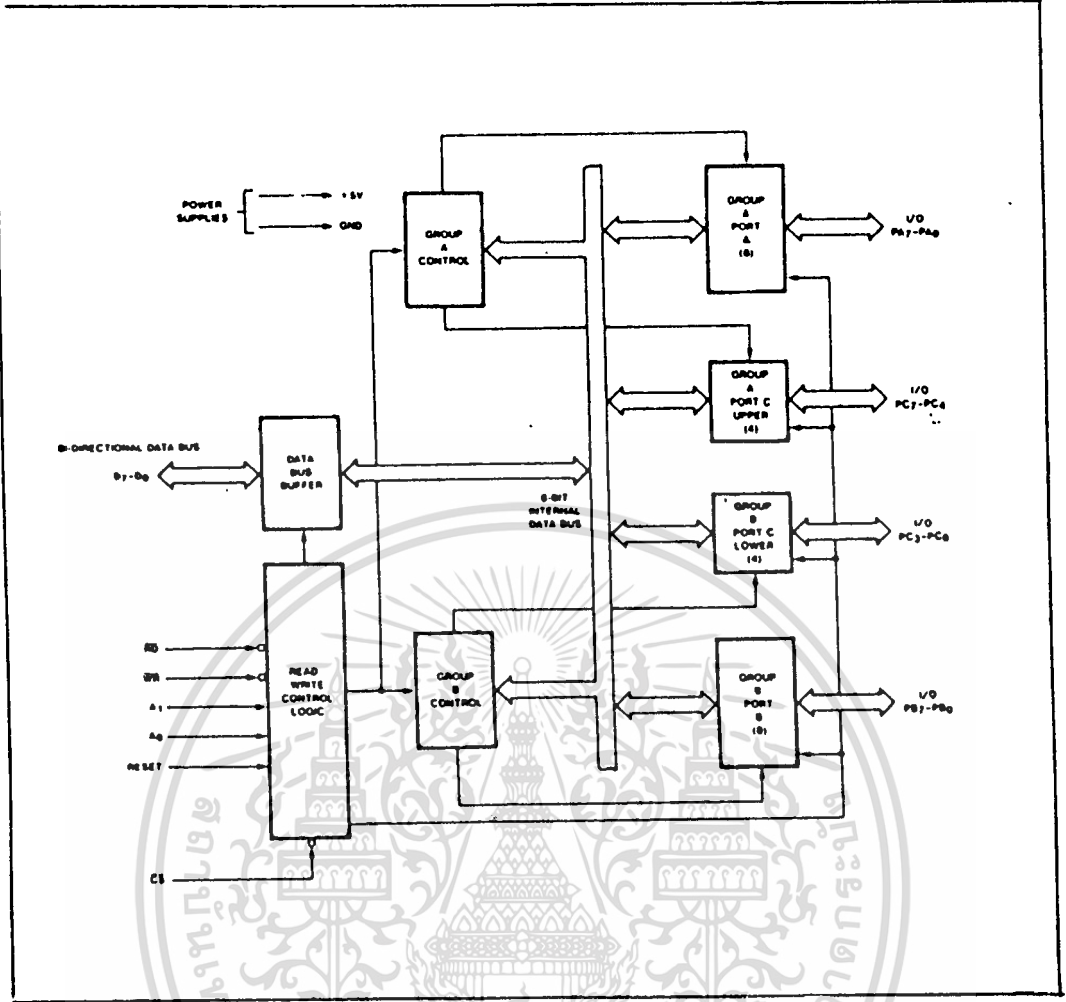 POWER
SUPPLIES
+5V
GND
GROUP
A
CONTROL
GROUP
A
PORT
A
(8)
I/O
PA7-PA0
GROUP
A
PORT C
UPPER
(4)
I/O
PC7-PC4
BI-DIRECTIONAL DATA BUS
D7-D0
DATA
BUS
BUFFER
8-BIT
INTERNAL
DATA BUS
GROUP
B
PORT C
LOWER
(4)
I/O
PC3-PC0
RD
WR
A1
A0
RESET
CS
READ
WRITE
CONTROL
LOGIC
GROUP
B
CONTROL
GROUP
B
PORT
B
(8)
I/O
PB7-PB0